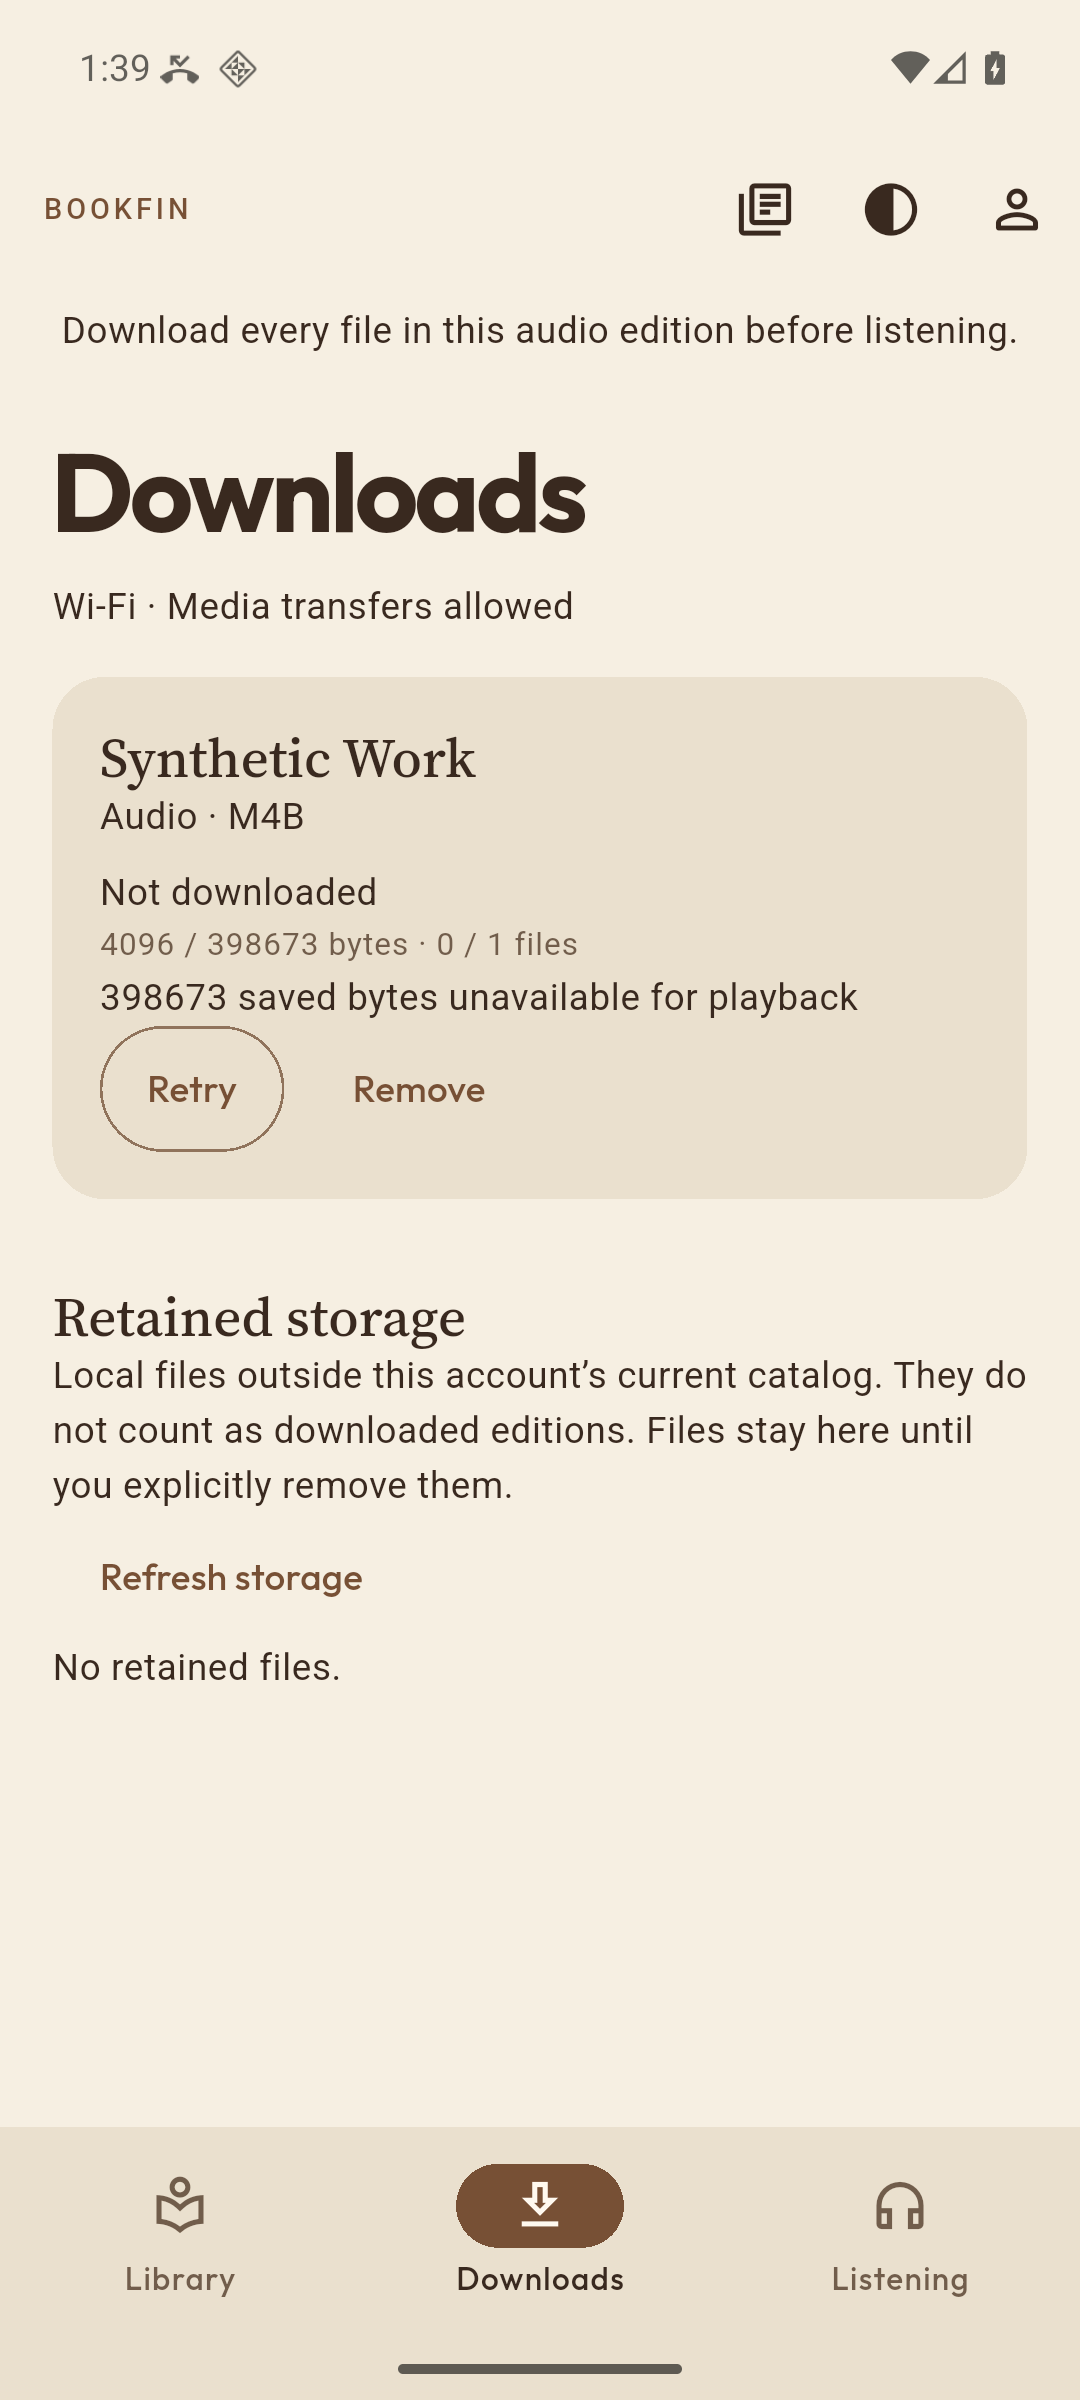 1:39
BOOKFIN
Download every file in this audio edition before listening.
Downloads
Wi-Fi · Media transfers allowed
Synthetic Work
Audio · M4B
Not downloaded
4096 / 398673 bytes · 0 / 1 files
398673 saved bytes unavailable for playback
Retry Remove
Retained storage
Local files outside this account’s current catalog. They do
not count as downloaded editions. Files stay here until
you explicitly remove them.
Refresh storage
No retained files.
Library Downloads Listening